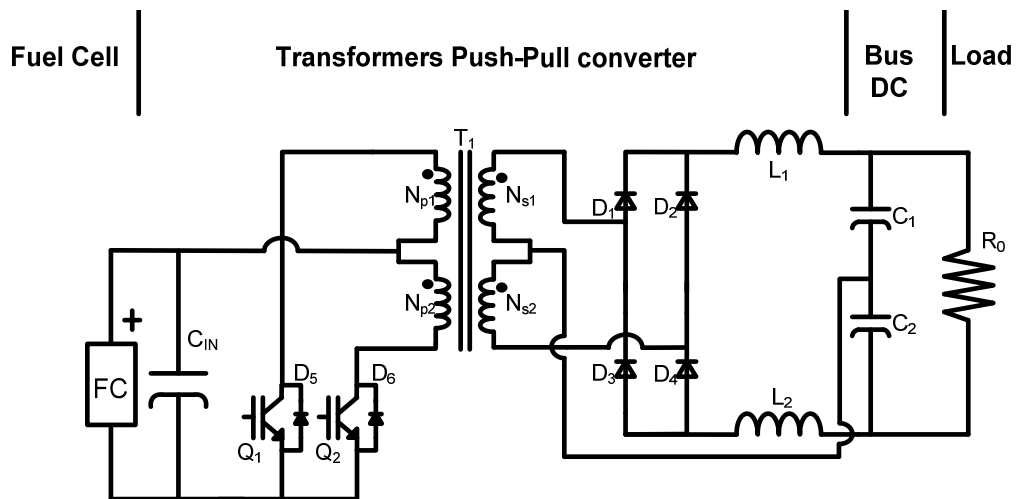 Fuel Cell
Transformers Push-Pull converter
Bus
DC
Load
T1
L1
Np1
Ns1
D1
D2
C1
R0
Np2
Ns2
+
CIN
C2
FC
D5
D6
D3
D4
L2
Q1
Q2